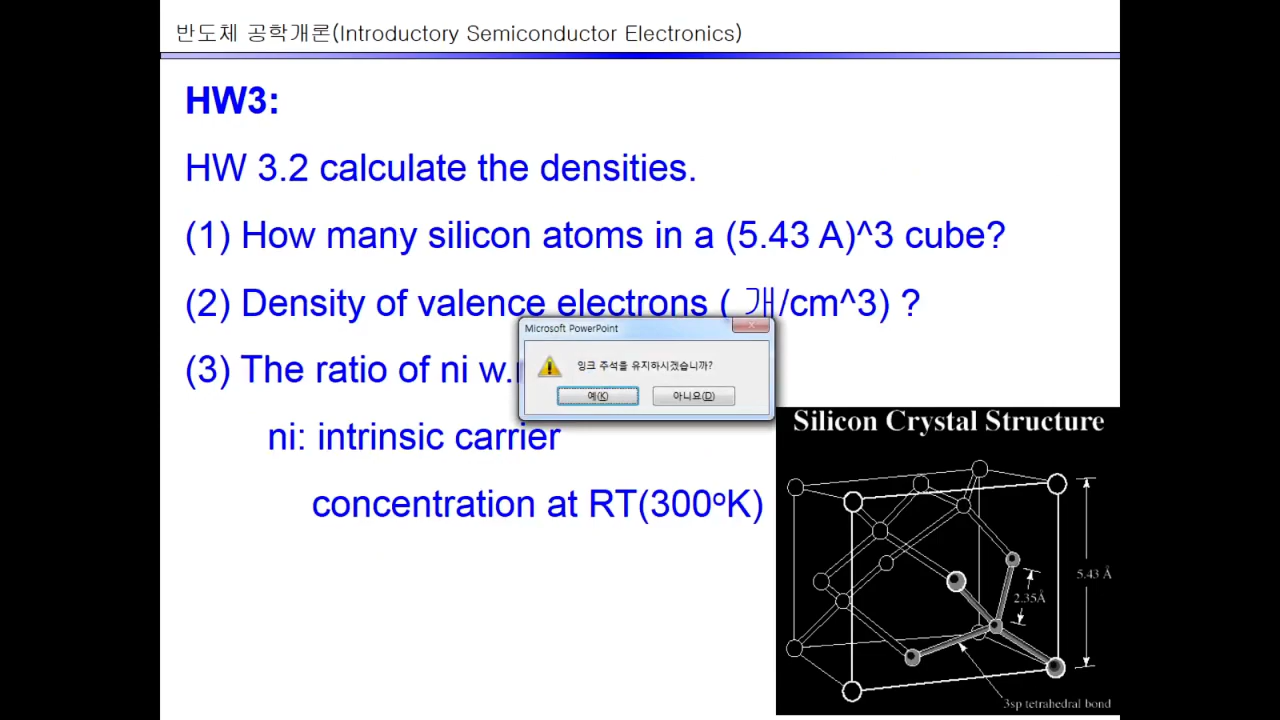 반도체 공학개론(Introductory Semiconductor Electronics)
HW3:
HW 3.2 calculate the densities.
(1) How many silicon atoms in a (5.43 A)^3 cube?
(2) Density of valence electrons ( 개/cm^3) ?
Microsoft PowerPoint
잉크 주석을 유지하시겠습니까?
예(K) 아니요(D)
(3) The ratio of ni
ni: intrinsic carrier
concentration at RT(300ºK)
Silicon Crystal Structure
5.43 Å
2.35Å
3sp tetrahedral bond